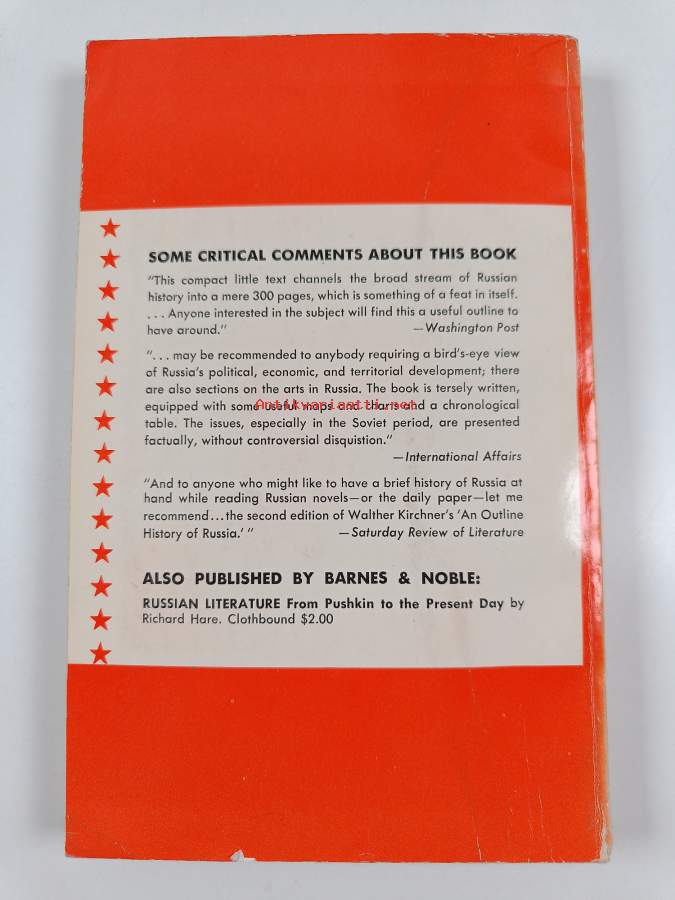 SOME CRITICAL COMMENTS ABOUT THIS BOOK
"This compact little text channels the broad stream of Russian
history into a mere 300 pages, which is something of a feat in itself.
. . . Anyone interested in the subject will find this a useful outline to
have around." —Washington Post
". . . may be recommended to anybody requiring a bird's-eye view
of Russia's political, economic, and territorial development; there
are also sections on the arts in Russia. The book is tersely written,
equipped with some useful maps and charts and a chronological
Antikvariantti.net
table. The issues, especially in the Soviet period, are presented
factually, without controversial disquistion."
—International Affairs
"And to anyone who might like to have a brief history of Russia at
hand while reading Russian novels—or the daily paper—let me
recommend...the second edition of Walther Kirchner's 'An Outline
History of Russia.' " —Saturday Review of Literature
ALSO PUBLISHED BY BARNES & NOBLE:
RUSSIAN LITERATURE From Pushkin to the Present Day by
Richard Hare. Clothbound $2.00